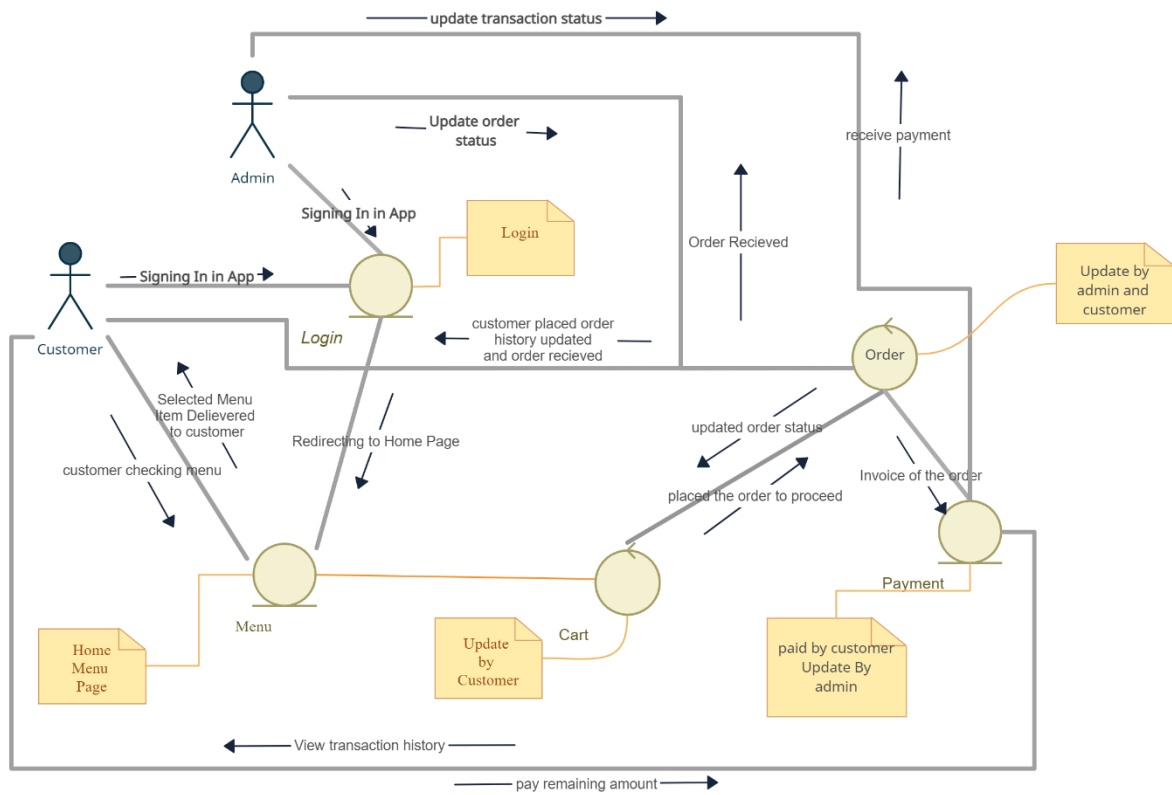 update transaction status
Update order
status
receive payment
Admin
Signing In in App
Login
Order Recieved
Signing In in App
Update by
admin and
customer
Customer
Login
customer placed order
history updated
and order recieved
Order
Selected Menu
Item Delievered
to customer
updated order status
Redirecting to Home Page
customer checking menu
Invoice of the order
placed the order to proceed
Payment
Menu
Cart
Home
Menu
Page
Update
by
Customer
paid by customer
Update By
admin
View transaction history
pay remaining amount